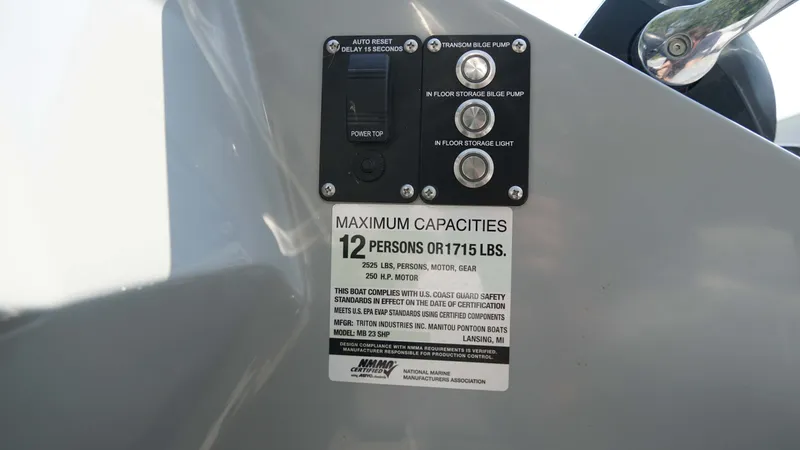 AUTO RESET
DELAY 15 SECONDS
POWER TOP
TRANSOM BILGE PUMP
IN FLOOR STORAGE BILGE PUMP
IN FLOOR STORAGE LIGHT
MAXIMUM CAPACITIES
12 PERSONS OR 1715 LBS.
2525 LBS, PERSONS, MOTOR, GEAR
250 H.P. MOTOR
THIS BOAT COMPLIES WITH U.S. COAST GUARD SAFETY
STANDARDS IN EFFECT ON THE DATE OF CERTIFICATION
MEETS U.S. EPA EVAP STANDARDS USING CERTIFIED COMPONENTS
MFGR: TRITON INDUSTRIES INC. MANITOU PONTOON BOATS
MODEL: MB 23 SHP LANSING, MI
DESIGN COMPLIANCE WITH NMMA REQUIREMENTS IS VERIFIED.
MANUFACTURER RESPONSIBLE FOR PRODUCTION CONTROL.
NMMA
CERTIFIED
NATIONAL MARINE
MANUFACTURERS ASSOCIATION